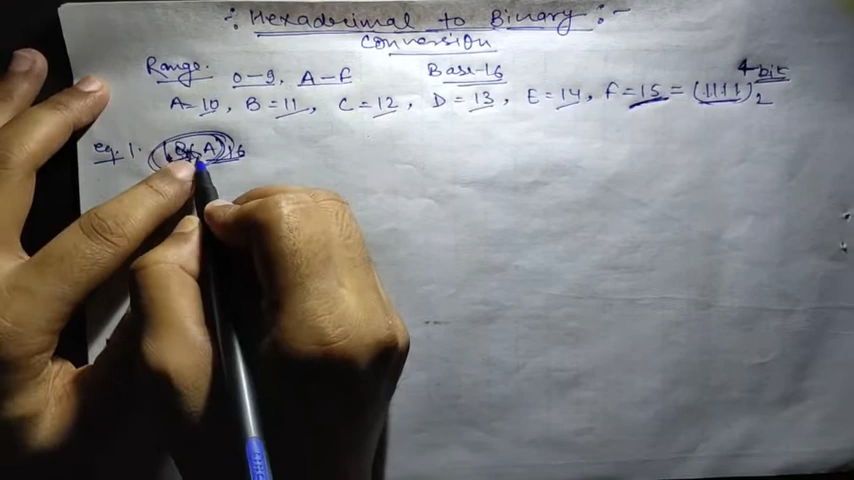 :- Hexadecimal to Binary :-
Conversion
Range. 0-9, A-F Base-16
A=10, B=11, C=12, D=13, E=14, F=15=(1111)2 4 bit
eg. 1.